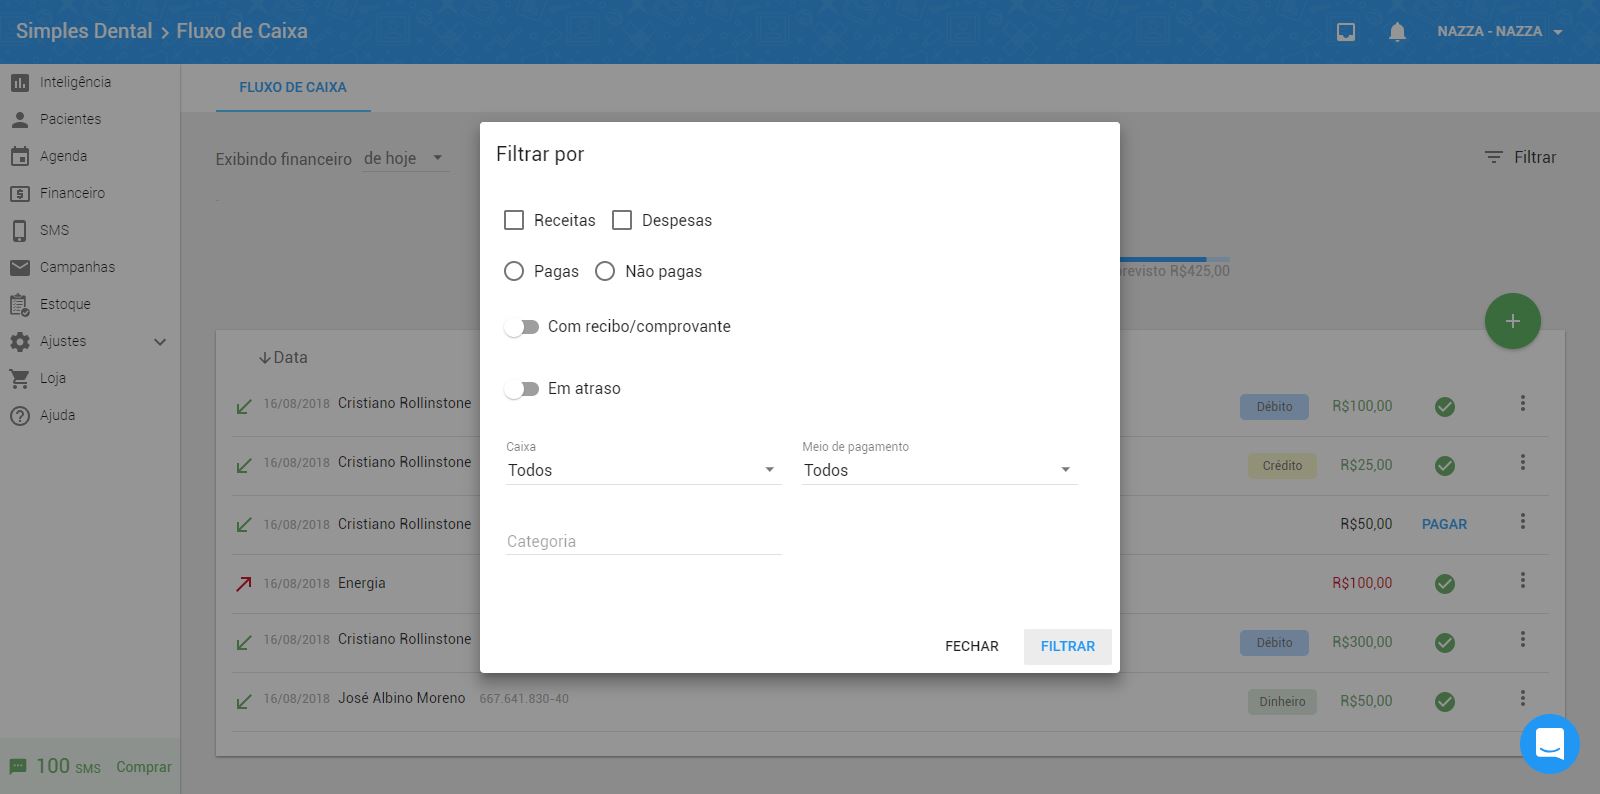 Simples Dental > Fluxo de Caixa
NAZZA - NAZZA
Inteligência
Pacientes
Agenda
Financeiro
SMS
Campanhas
Estoque
Ajustes
Loja
Ajuda
100 SMS Comprar
FLUXO DE CAIXA
Exibindo financeiro de hoje
Filtrar
R$425,00
Data
16/08/2018 Cristiano Rollinstone Débito R$100,00
16/08/2018 Cristiano Rollinstone Crédito R$25,00
16/08/2018 Cristiano Rollinstone R$50,00 PAGAR
16/08/2018 Energia R$100,00
16/08/2018 Cristiano Rollinstone Débito R$300,00
16/08/2018 José Albino Moreno 667.641.830-40 Dinheiro R$50,00
Filtrar por
Receitas Despesas
Pagas Não pagas
Com recibo/comprovante
Em atraso
Caixa Meio de pagamento
Todos Todos
Categoria
FECHAR FILTRAR